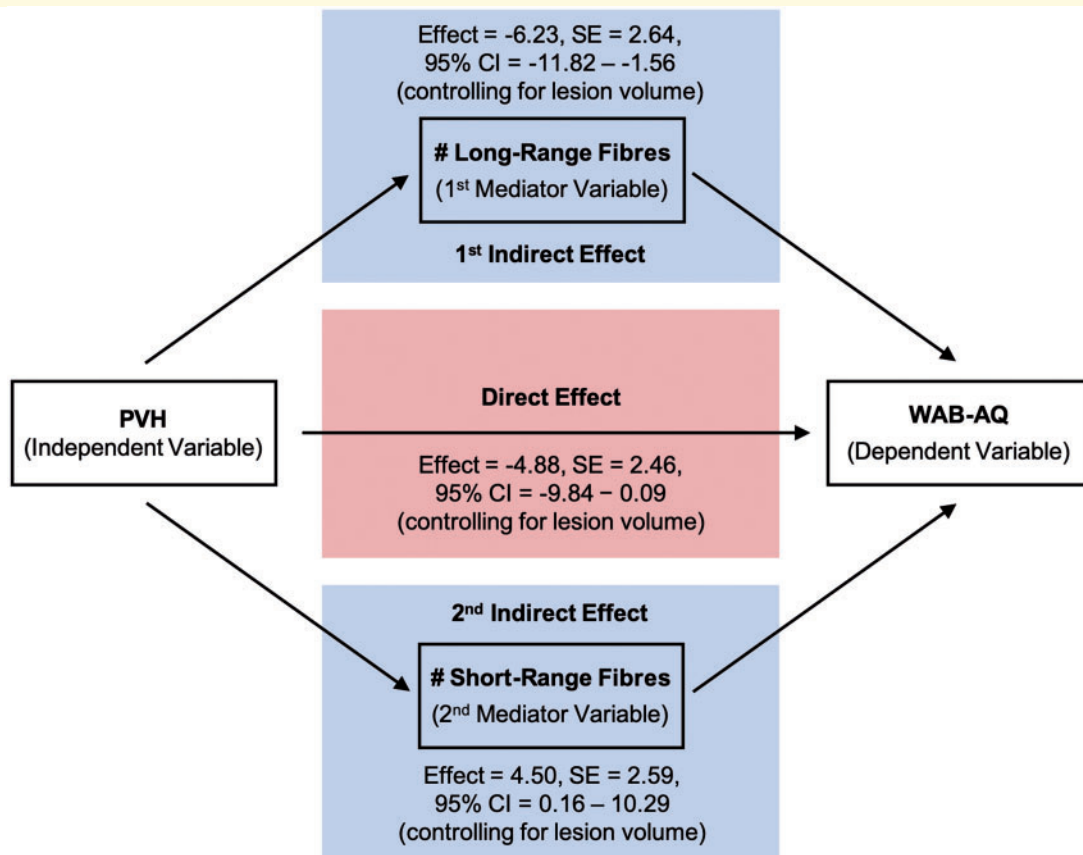 Effect = -6.23, SE = 2.64,
95% CI = -11.82 – -1.56
(controlling for lesion volume)
# Long-Range Fibres
(1st Mediator Variable)
1st Indirect Effect
PVH
(Independent Variable)
Direct Effect
Effect = -4.88, SE = 2.46,
95% CI = -9.84 – 0.09
(controlling for lesion volume)
WAB-AQ
(Dependent Variable)
2nd Indirect Effect
# Short-Range Fibres
(2nd Mediator Variable)
Effect = 4.50, SE = 2.59,
95% CI = 0.16 – 10.29
(controlling for lesion volume)